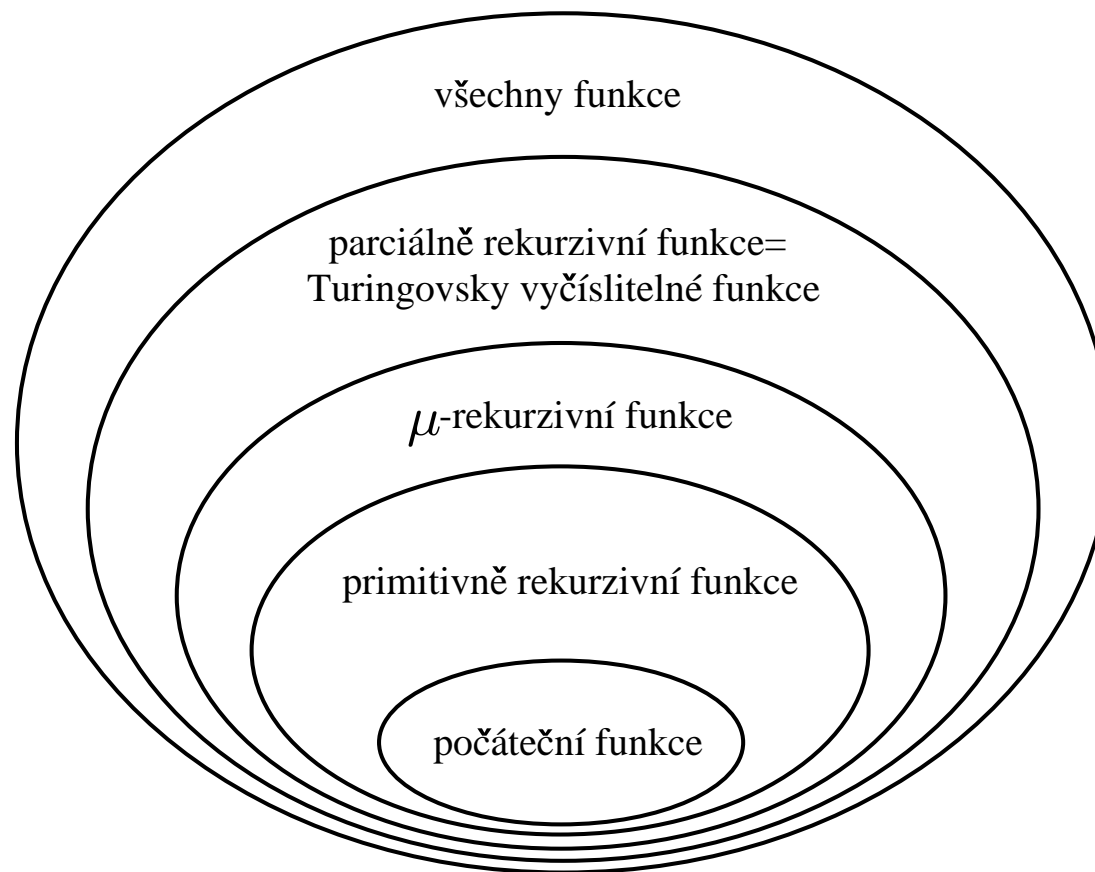 všechny funkce
parciálně rekurzivní funkce=
Turingovsky vyčíslitelné funkce
μ-rekurzivní funkce
primitivně rekurzivní funkce
počáteční funkce